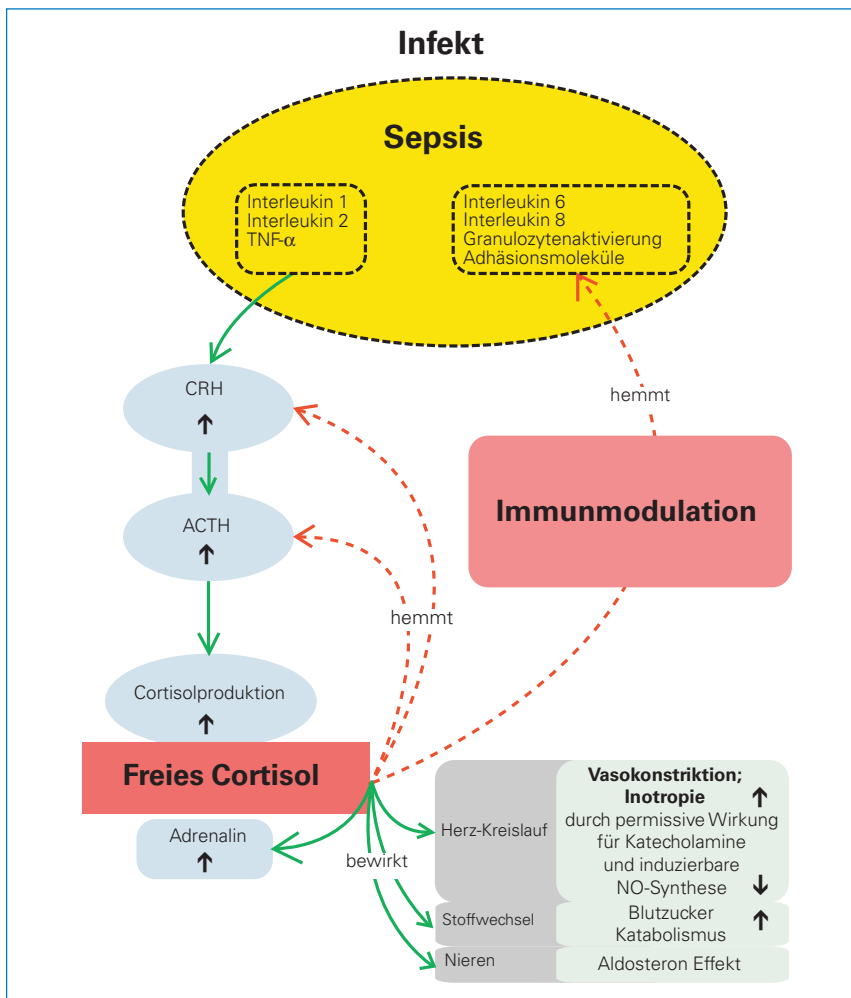 Infekt
Sepsis
Interleukin 1
Interleukin 2
TNF-α
Interleukin 6
Interleukin 8
Granulozytenaktivierung
Adhäsionsmoleküle
CRH
hemmt
Immunmodulation
ACTH
hemmt
Cortisolproduktion
Freies Cortisol
Adrenalin
bewirkt
Herz-Kreislauf
Vasokonstriktion;
Inotropie
durch permissive Wirkung
für Katecholamine
und induzierbare
NO-Synthese
Stoffwechsel
Blutzucker
Katabolismus
Nieren
Aldosteron Effekt